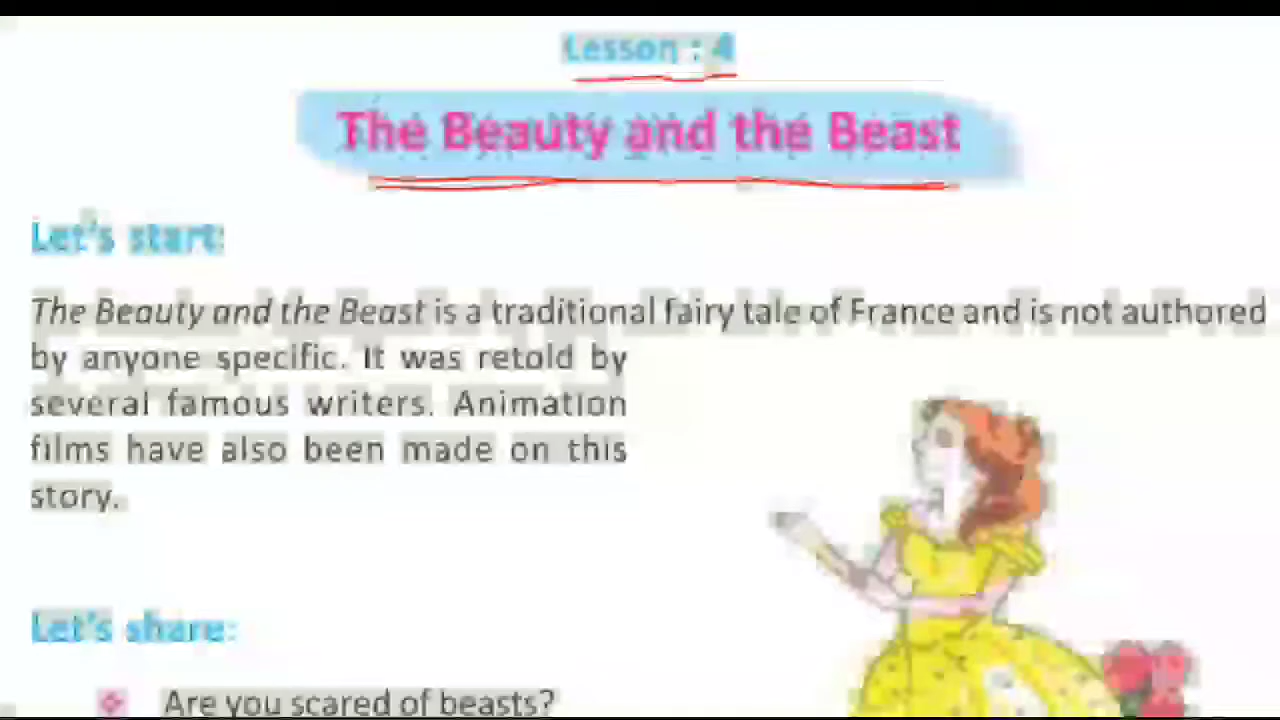 Lesson : 4
The Beauty and the Beast
Let's start:
The Beauty and the Beast is a traditional fairy tale of France and is not authored
by anyone specific. It was retold by
several famous writers. Animation
films have also been made on this
story.
Let's share:
Are you scared of beasts?